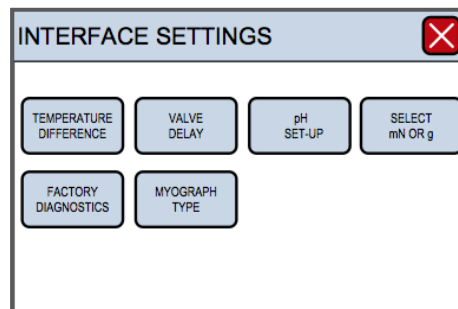 INTERFACE SETTINGS
TEMPERATURE
DIFFERENCE
VALVE
DELAY
pH
SET-UP
SELECT
mN OR g
FACTORY
DIAGNOSTICS
MYOGRAPH
TYPE